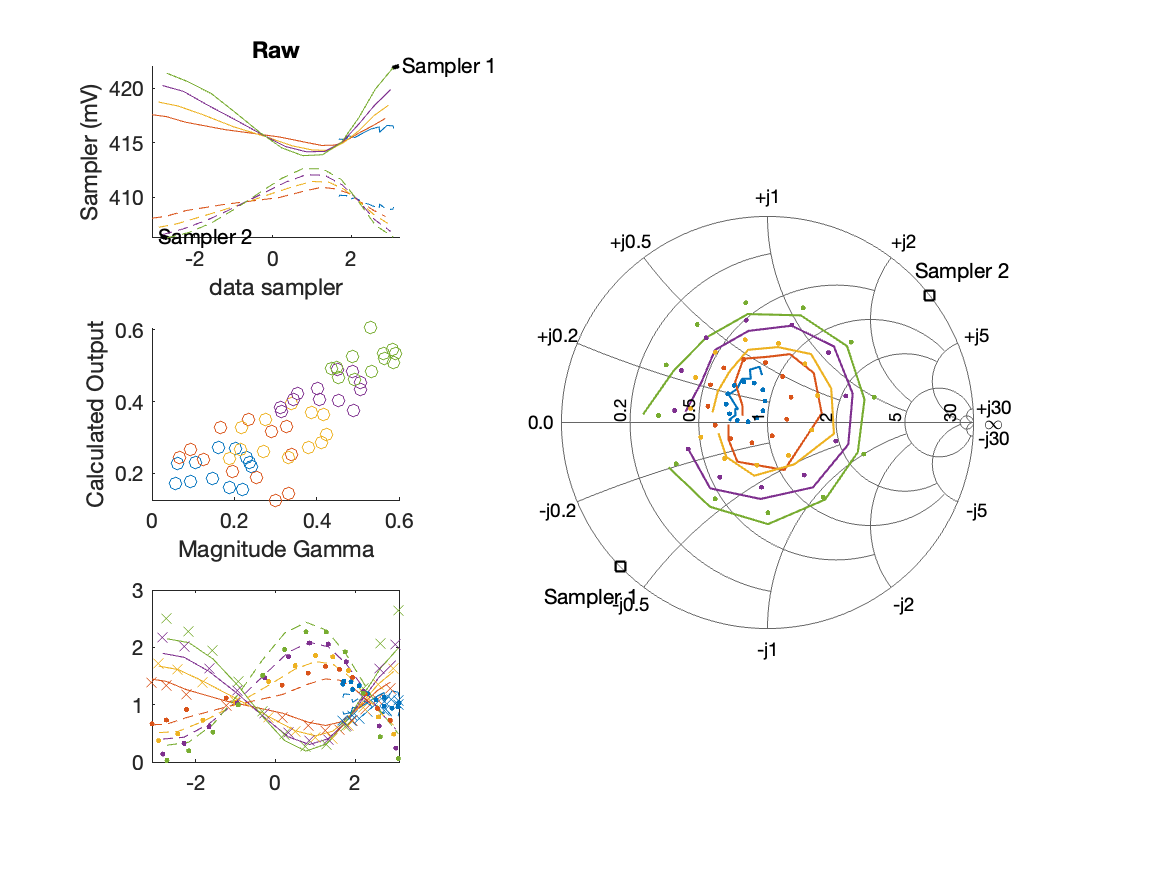 Raw
Sampler 1
Sampler (mV)
420
415
410
Sampler 2
-2 0 2
data sampler
Calculated Output
0.6
0.4
0.2
0 0.2 0.4 0.6
Magnitude Gamma
3
2
1
0
-2 0 2
+j1
+j0.5 +j2
Sampler 2
+j0.2 +j5
0.0 0.2 0.5 1 2 5 30 +j30
∞
-j30
-j0.2 -j5
Sampler 1
-j0.5 -j2
-j1